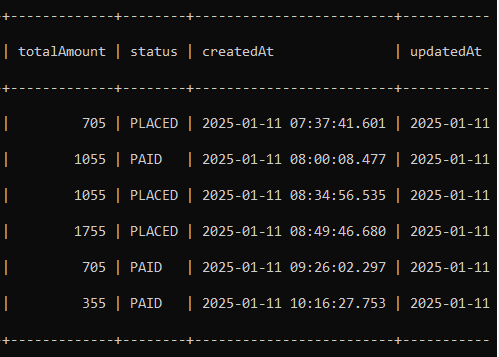 +-------------+--------+-------------------------+-----------
| totalAmount | status | createdAt               | updatedAt
+-------------+--------+-------------------------+-----------
|         705 | PLACED | 2025-01-11 07:37:41.601 | 2025-01-11
|        1055 | PAID   | 2025-01-11 08:00:08.477 | 2025-01-11
|        1055 | PLACED | 2025-01-11 08:34:56.535 | 2025-01-11
|        1755 | PLACED | 2025-01-11 08:49:46.680 | 2025-01-11
|         705 | PAID   | 2025-01-11 09:26:02.297 | 2025-01-11
|         355 | PAID   | 2025-01-11 10:16:27.753 | 2025-01-11
+-------------+--------+-------------------------+-----------